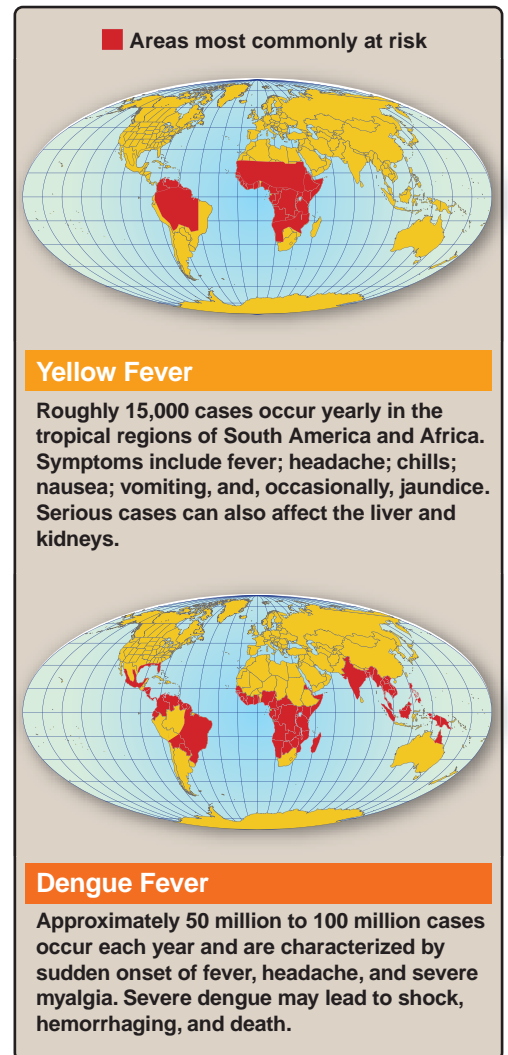 Areas most commonly at risk
Yellow Fever
Roughly 15,000 cases occur yearly in the
tropical regions of South America and Africa.
Symptoms include fever; headache; chills;
nausea; vomiting, and, occasionally, jaundice.
Serious cases can also affect the liver and
kidneys.
Dengue Fever
Approximately 50 million to 100 million cases
occur each year and are characterized by
sudden onset of fever, headache, and severe
myalgia. Severe dengue may lead to shock,
hemorrhaging, and death.